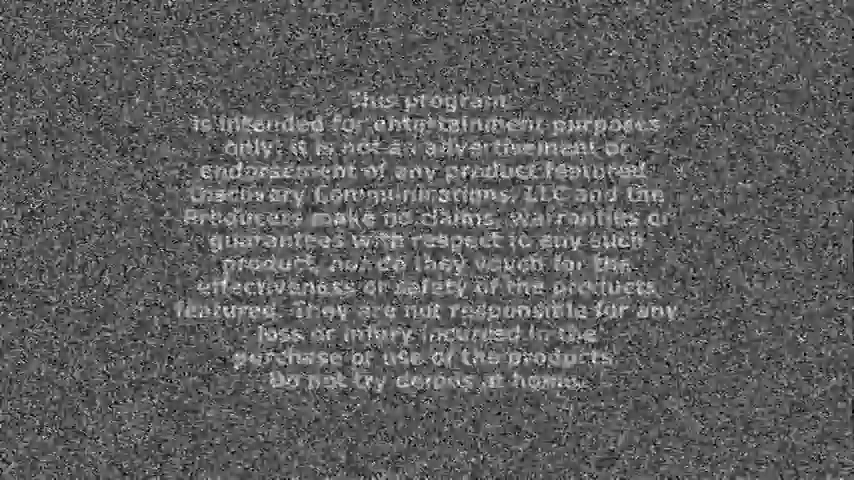 This program
is intended for entertainment purposes
only; it is not an advertisement or
endorsement of any product featured.
Discovery Communications, LLC and the
Producers make no claims, warranties or
guarantees with respect to any such
product, nor do they vouch for the
effectiveness or safety of the products
featured. They are not responsible for any
loss or injury incurred in the
purchase or use of the products.
Do not try demos at home.